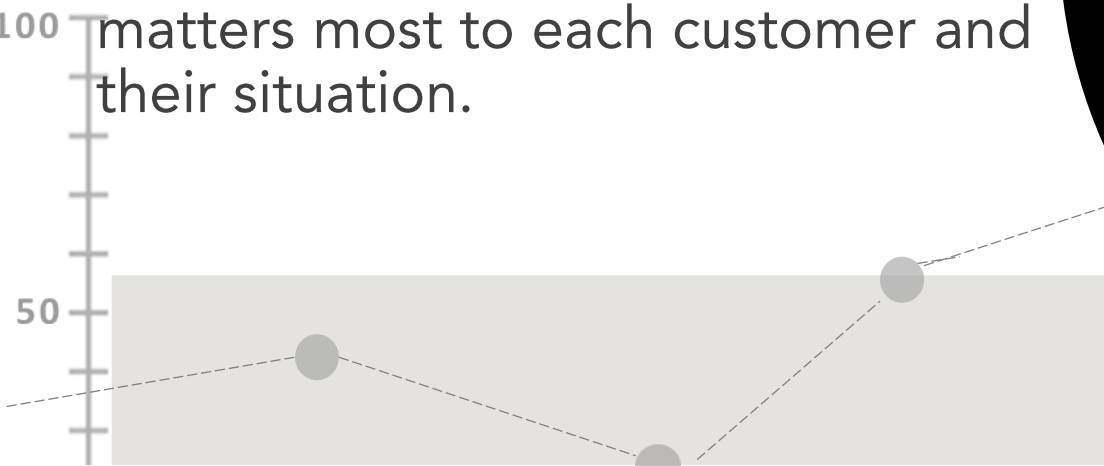 100
matters most to each customer and
their situation.
50